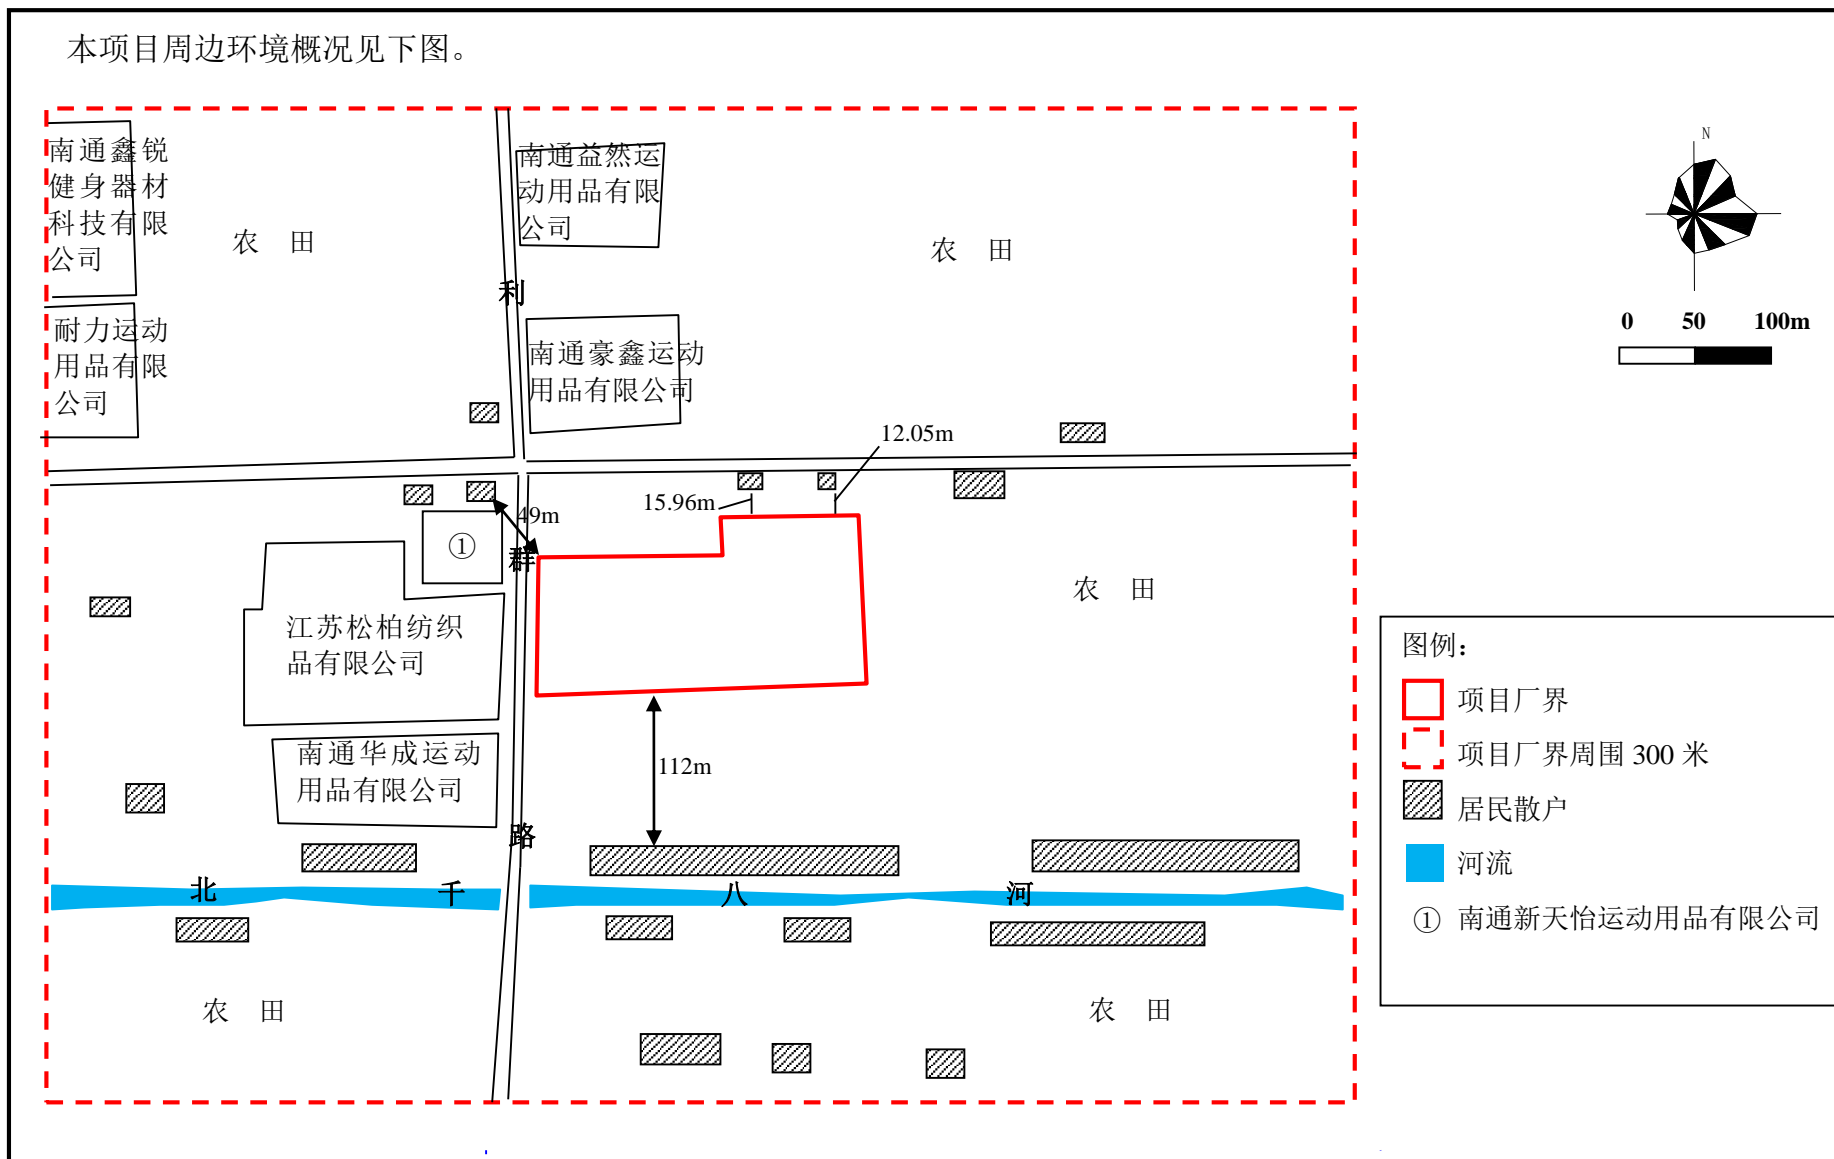 本项目周边环境概况见下图。
南通鑫锐
健身器材
科技有限
公司
农 田
南通益然运
动用品有限
公司
农 田
N
0 50 100m
利
耐力运动
用品有限
公司
南通豪鑫运动
用品有限公司
12.05m
15.96m
49m
①
群
农 田
江苏松柏纺织
品有限公司
南通华成运动
用品有限公司
112m
路
北 千 八 河
农 田
农 田
图例：
项目厂界
项目厂界周围 300 米
居民散户
河流
① 南通新天怡运动用品有限公司